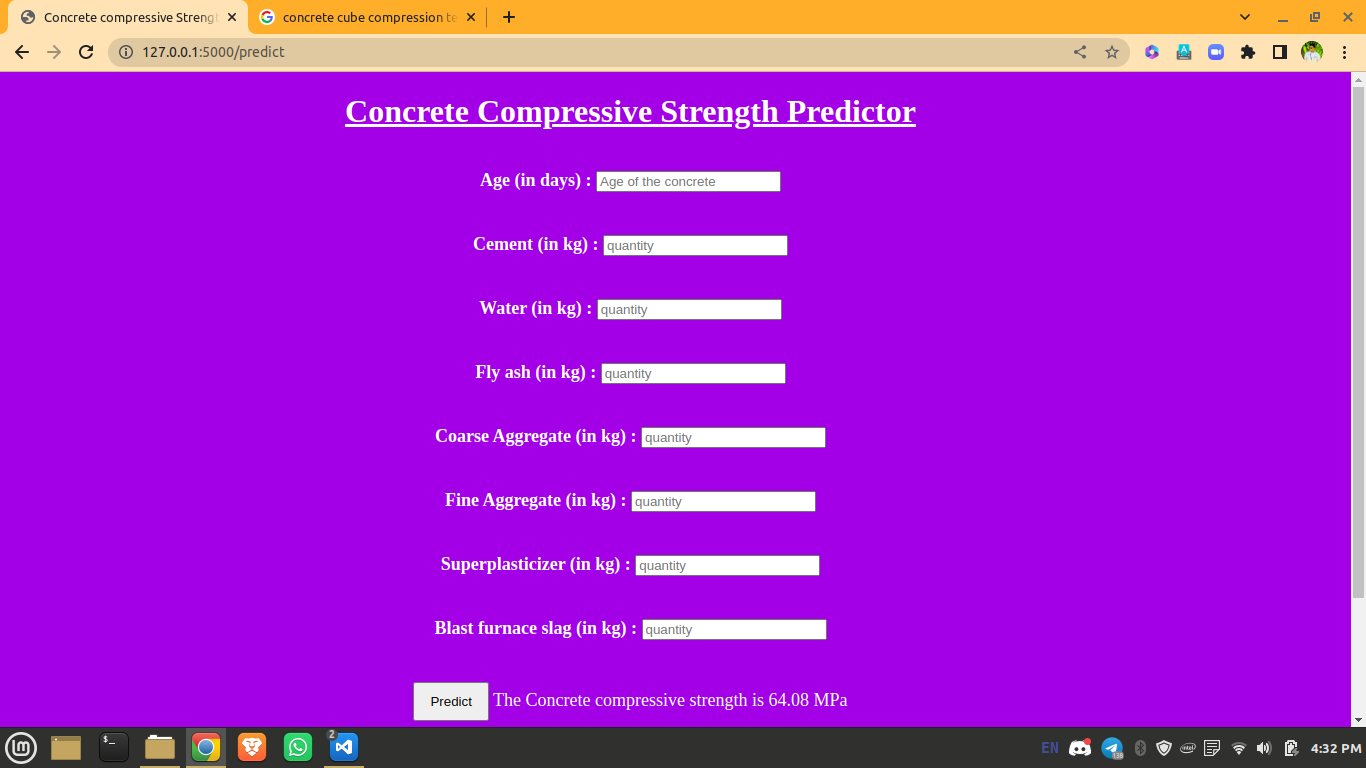 Concrete compressive Strengt
concrete cube compression te
127.0.0.1:5000/predict
Concrete Compressive Strength Predictor
Age (in days) : Age of the concrete
Cement (in kg) : quantity
Water (in kg) : quantity
Fly ash (in kg) : quantity
Coarse Aggregate (in kg) : quantity
Fine Aggregate (in kg) : quantity
Superplasticizer (in kg) : quantity
Blast furnace slag (in kg) : quantity
Predict The Concrete compressive strength is 64.08 MPa
2 EN 138 4:32 PM